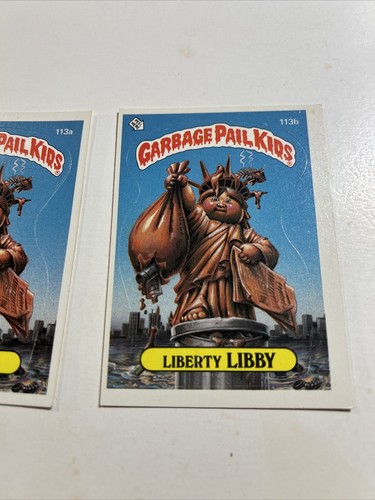 113a
PAIL KIDS
113b
GARBAGE PAIL KIDS
LIBERTY LIBBY